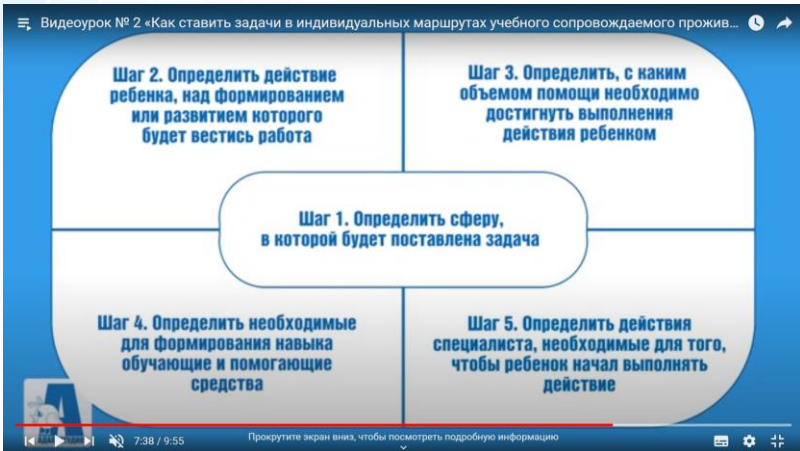 Видеоурок № 2 «Как ставить задачи в индивидуальных маршрутах учебного сопровождаемого прожив...
Шаг 2. Определить действие
ребенка, над формированием
или развитием которого
будет вестись работа
Шаг 3. Определить, с каким
объемом помощи необходимо
достигнуть выполнения
действия ребенком
Шаг 1. Определить сферу,
в которой будет поставлена задача
Шаг 4. Определить необходимые
для формирования навыка
обучающие и помогающие
средства
Шаг 5. Определить действия
специалиста, необходимые для того,
чтобы ребенок начал выполнять
действие
7:38 / 9:55
Прокрутите экран вниз, чтобы посмотреть подробную информацию